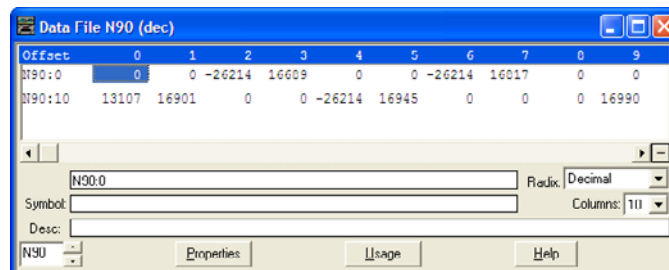 Data File N90 (dec)
Offset 0 1 2 3 4 5 6 7 8 9
N90:0 0 0 -26214 16609 0 0 -26214 16817 0 0
N90:10 13107 16901 0 0 -26214 16945 0 0 0 16990
N90:0
Radix: Decimal
Symbol:
Columns: 10
Desc:
N90
Properties Usage Help